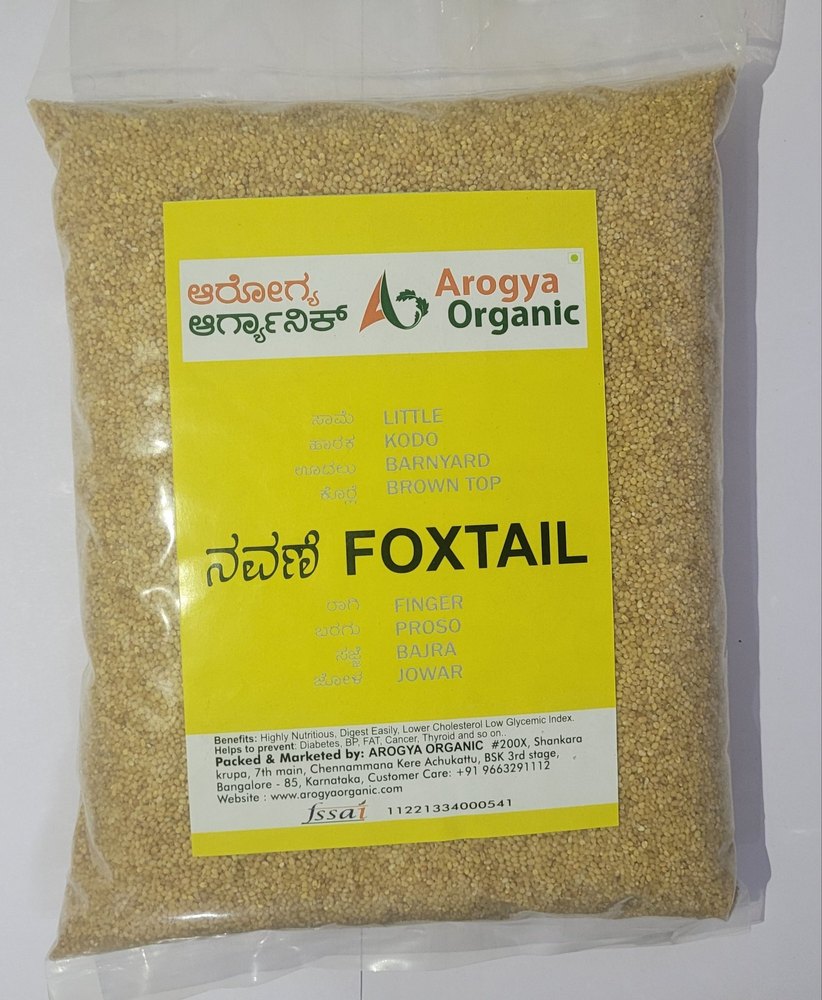 ಆರೋಗ್ಯ
ಆರ್ಗ್ಯಾನಿಕ್
Arogya
Organic
ಸಾಮೆ LITTLE
ಹಾರಕ KODO
ಊದಲು BARNYARD
ಕೊರ್ಲೆ BROWN TOP
ನವಣೆ FOXTAIL
ರಾಗಿ FINGER
ಬರಗು PROSO
ಸಜ್ಜೆ BAJRA
ಜೋಳ JOWAR
Benefits: Highly Nutritious, Digest Easily, Lower Cholesterol Low Glycemic Index.
Helps to prevent: Diabetes, BP, FAT, Cancer, Thyroid and so on..
Packed & Marketed by: AROGYA ORGANIC #200X, Shankara
krupa, 7th main, Chennammana Kere Achukattu, BSK 3rd stage,
Bangalore - 85, Karnataka, Customer Care: +91 9663291112
Website : www.arogyaorganic.com
fssai 11221334000541